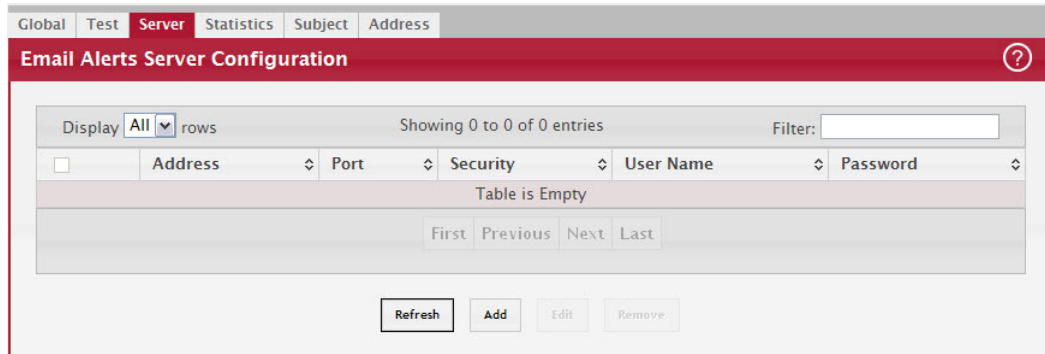 Global Test Server Statistics Subject Address
Email Alerts Server Configuration ?
Display All rows Showing 0 to 0 of 0 entries Filter:
Address Port Security User Name Password
Table is Empty
First Previous Next Last
Refresh Add Edit Remove